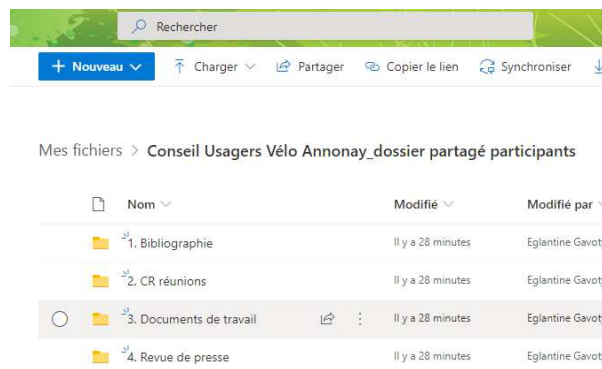 Rechercher
Nouveau Charger Partager Copier le lien Synchroniser
Mes fichiers > Conseil Usagers Vélo Annonay_dossier partagé participants
Nom Modifié Modifié par
1. Bibliographie Il y a 28 minutes Eglantine Gavot
2. CR réunions Il y a 28 minutes Eglantine Gavot
3. Documents de travail Il y a 28 minutes Eglantine Gavot
4. Revue de presse Il y a 28 minutes Eglantine Gavot